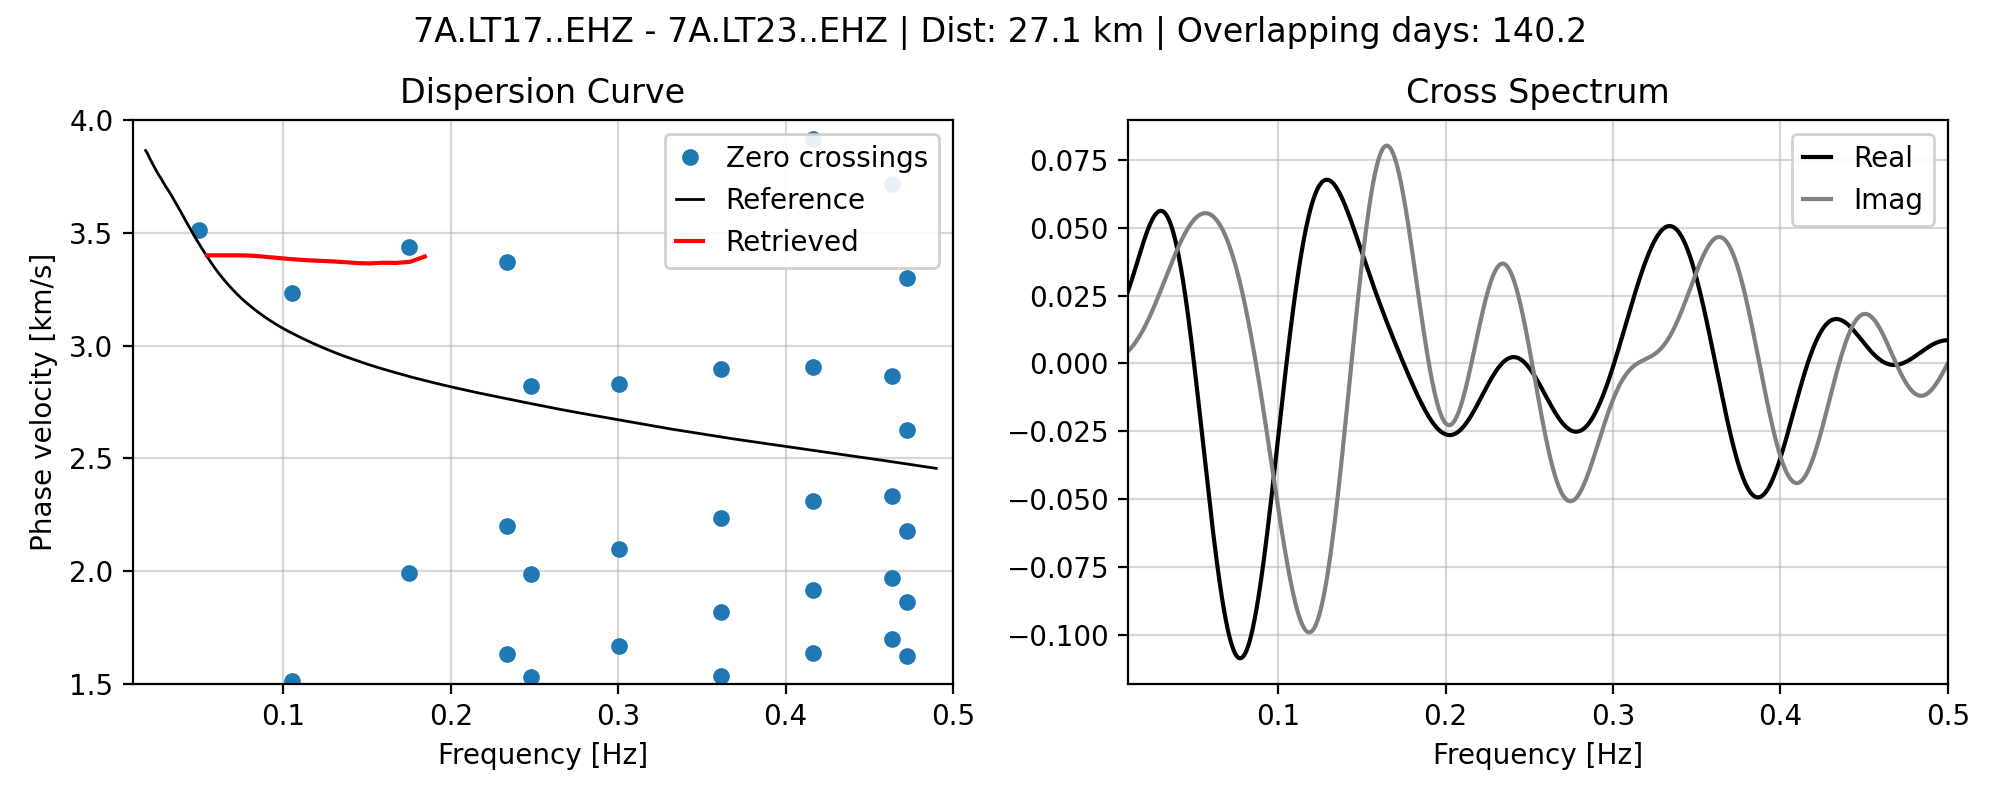 7A.LT17..EHZ - 7A.LT23..EHZ | Dist: 27.1 km | Overlapping days: 140.2
Dispersion Curve
4.0
3.5
3.0
2.5
2.0
1.5
Phase velocity [km/s]
0.1
0.2
0.3
0.4
0.5
Frequency [Hz]
Zero crossings
Reference
Retrieved
Cross Spectrum
0.075
0.050
0.025
0.000
−0.025
−0.050
−0.075
−0.100
0.1
0.2
0.3
0.4
0.5
Frequency [Hz]
Real
Imag